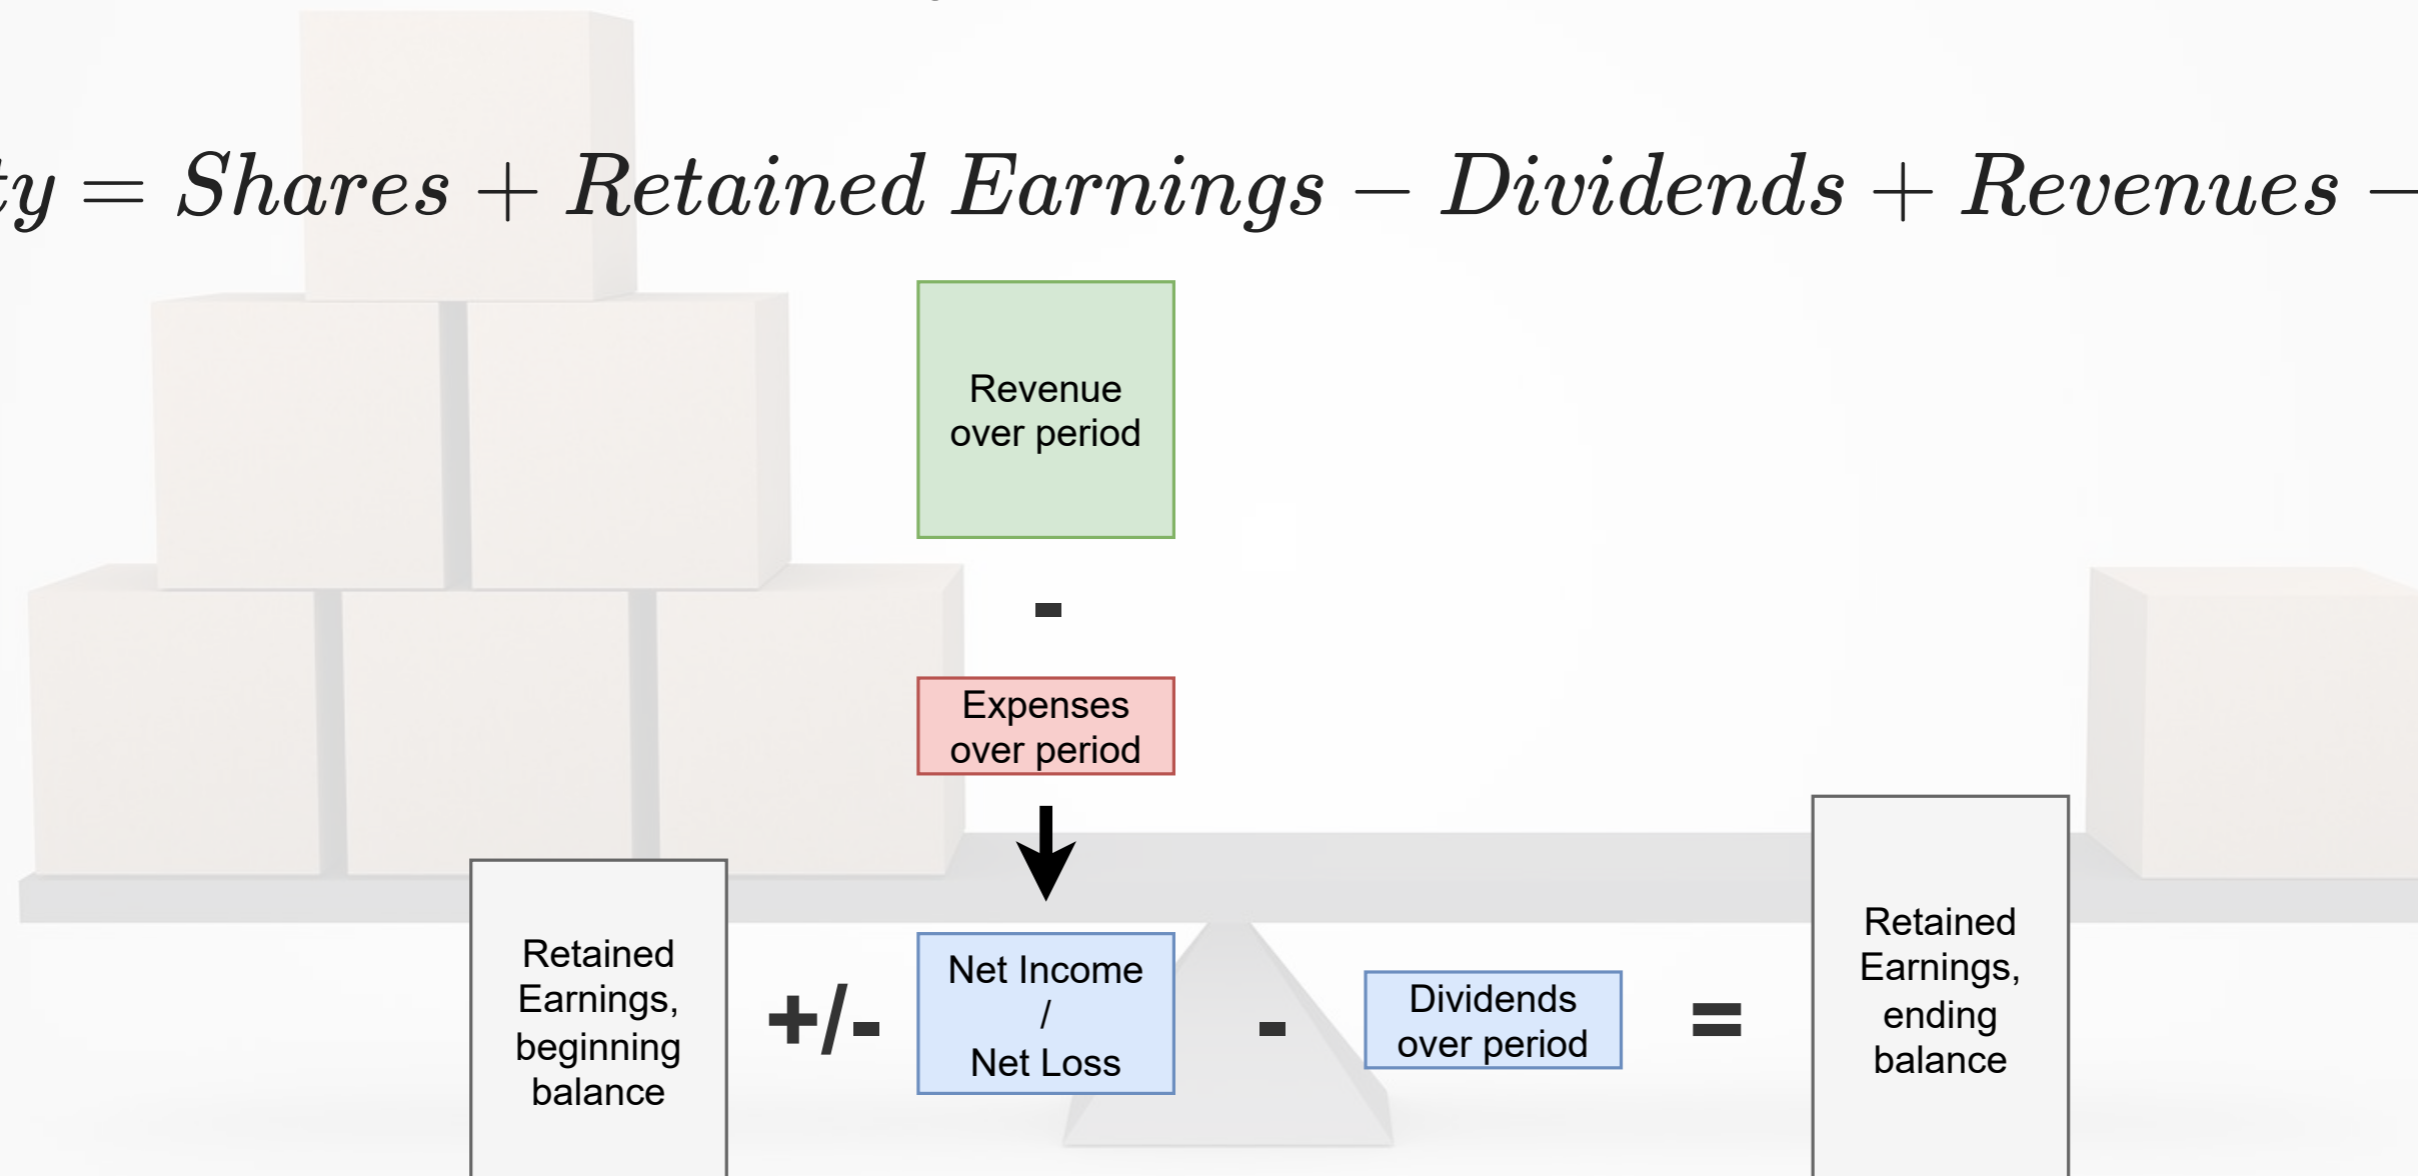 ty = Shares + Retained Earnings − Dividends + Revenues −
Revenue
over period
-
Expenses
over period
Retained
Earnings,
beginning
balance
+/-
Net Income
/
Net Loss
-
Dividends
over period
=
Retained
Earnings,
ending
balance